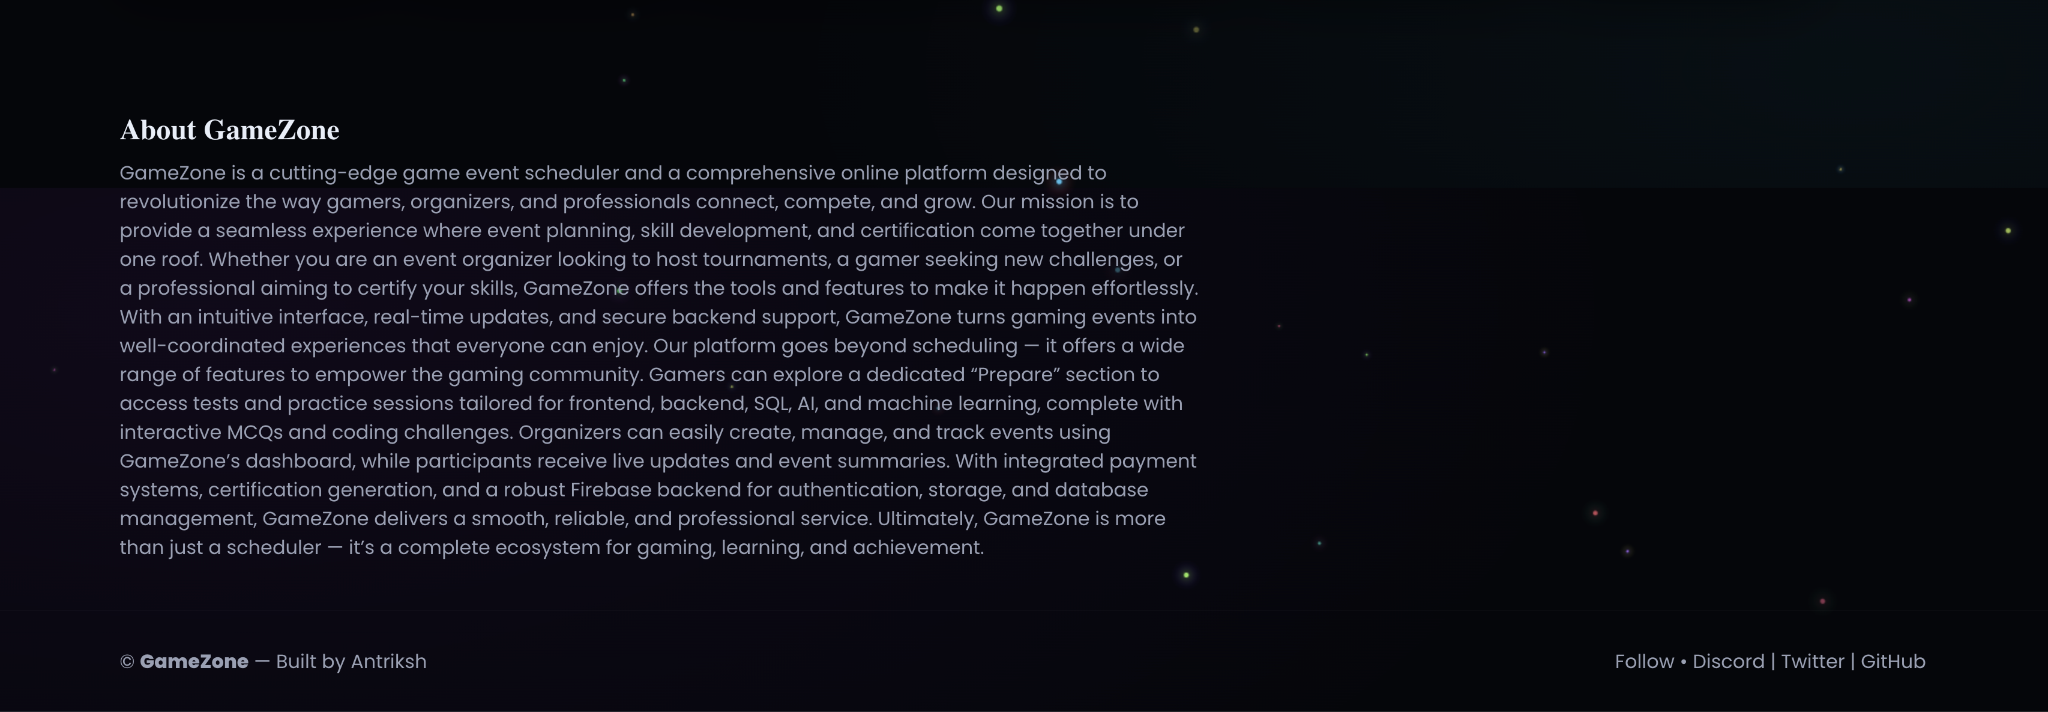 About GameZone
GameZone is a cutting-edge game event scheduler and a comprehensive online platform designed to
revolutionize the way gamers, organizers, and professionals connect, compete, and grow. Our mission is to
provide a seamless experience where event planning, skill development, and certification come together under
one roof. Whether you are an event organizer looking to host tournaments, a gamer seeking new challenges, or
a professional aiming to certify your skills, GameZone offers the tools and features to make it happen effortlessly.
With an intuitive interface, real-time updates, and secure backend support, GameZone turns gaming events into
well-coordinated experiences that everyone can enjoy. Our platform goes beyond scheduling — it offers a wide
range of features to empower the gaming community. Gamers can explore a dedicated “Prepare” section to
access tests and practice sessions tailored for frontend, backend, SQL, AI, and machine learning, complete with
interactive MCQs and coding challenges. Organizers can easily create, manage, and track events using
GameZone’s dashboard, while participants receive live updates and event summaries. With integrated payment
systems, certification generation, and a robust Firebase backend for authentication, storage, and database
management, GameZone delivers a smooth, reliable, and professional service. Ultimately, GameZone is more
than just a scheduler — it’s a complete ecosystem for gaming, learning, and achievement.
© GameZone — Built by Antriksh
Follow • Discord | Twitter | GitHub